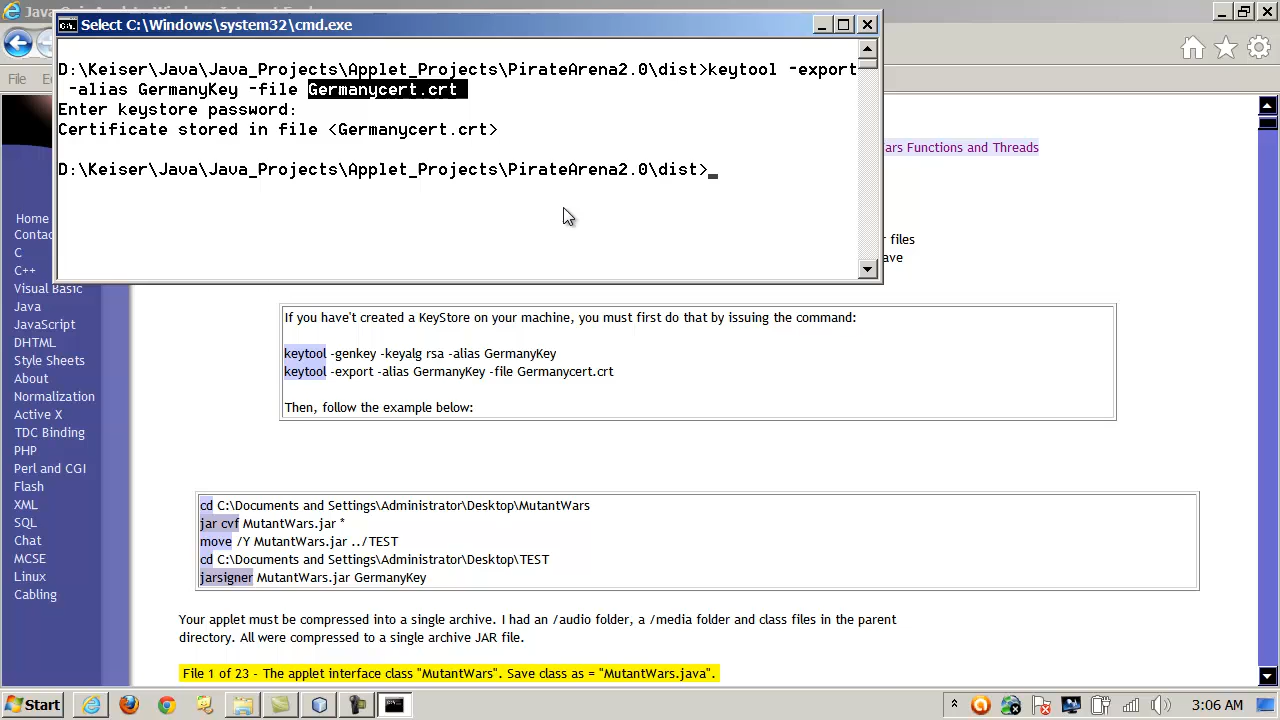 Select C:\Windows\system32\cmd.exe
D:\Keiser\Java\Java_Projects\Applet_Projects\PirateArena2.0\dist>keytool -export
-alias GermanyKey -file Germanycert.crt
Enter keystore password:
Certificate stored in file <Germanycert.crt>
D:\Keiser\Java\Java_Projects\Applet_Projects\PirateArena2.0\dist>
File
ars Functions and Threads
files
ave
Home
Contac
C
C++
Visual Basic
Java
JavaScript
DHTML
Style Sheets
About
Normalization
Active X
TDC Binding
PHP
Perl and CGI
Flash
XML
SQL
Chat
MCSE
Linux
Cabling
If you have't created a KeyStore on your machine, you must first do that by issuing the command:
keytool -genkey -keyalg rsa -alias GermanyKey
keytool -export -alias GermanyKey -file Germanycert.crt
Then, follow the example below:
cd C:\Documents and Settings\Administrator\Desktop\MutantWars
jar cvf MutantWars.jar *
move /Y MutantWars.jar ../TEST
cd C:\Documents and Settings\Administrator\Desktop\TEST
jarsigner MutantWars.jar GermanyKey
Your applet must be compressed into a single archive. I had an /audio folder, a /media folder and class files in the parent
directory. All were compressed to a single archive JAR file.
File 1 of 23 - The applet interface class "MutantWars". Save class as = "MutantWars.java".
Start
3:06 AM